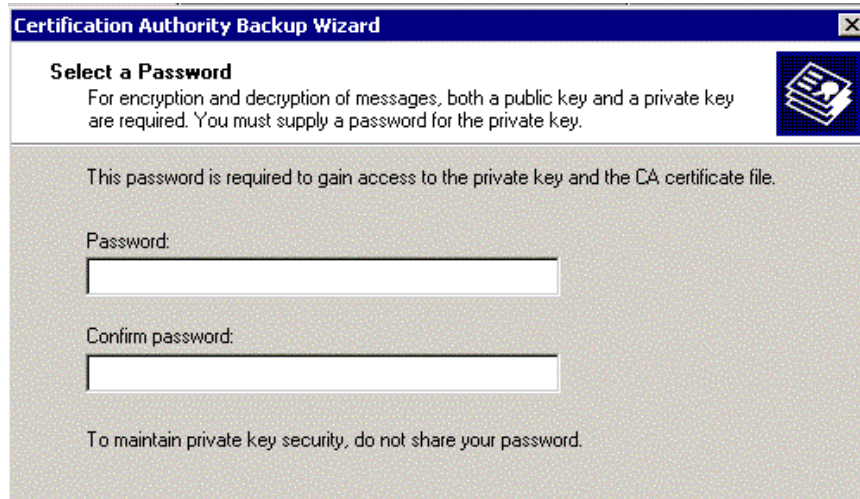 Certification Authority Backup Wizard
Select a Password
For encryption and decryption of messages, both a public key and a private key
are required. You must supply a password for the private key.
This password is required to gain access to the private key and the CA certificate file.
Password:
Confirm password:
To maintain private key security, do not share your password.